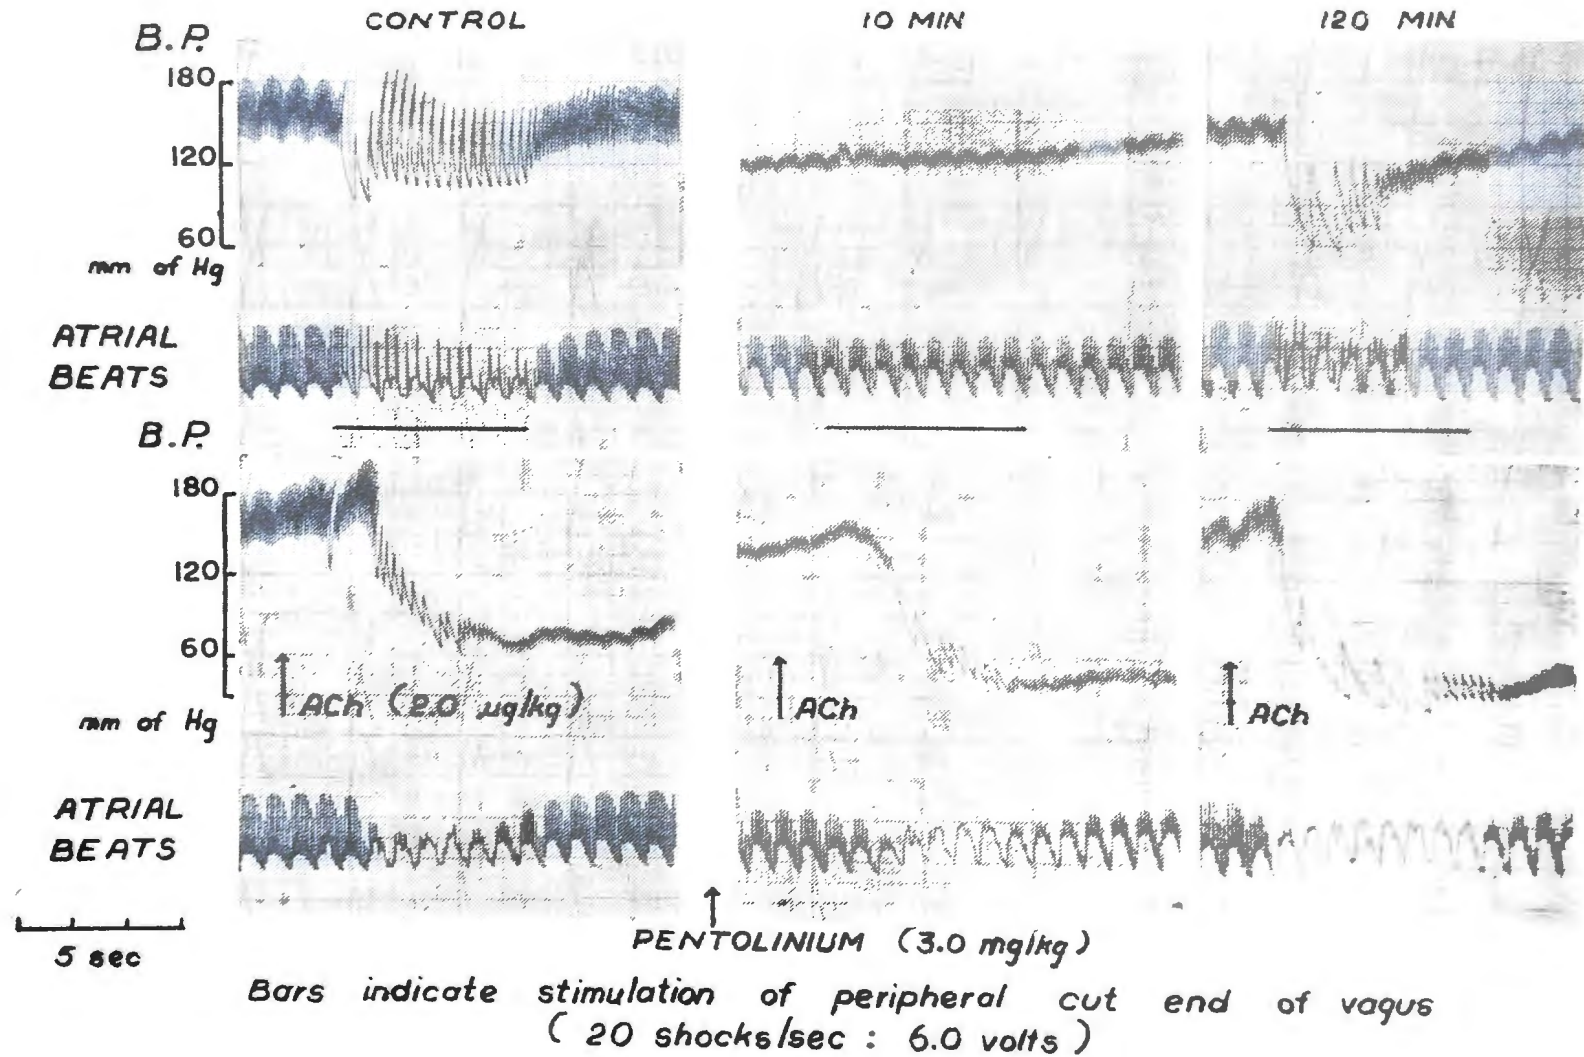 CONTROL
10 MIN
120 MIN
B.P.
180
120
60
mm of Hg
ATRIAL
BEATS
B.P.
180
120
60
mm of Hg
ACh (2.0 µg/kg)
ACh
ACh
ATRIAL
BEATS
5 sec
PENTOLINIUM (3.0 mg/kg)
Bars indicate stimulation of peripheral cut end of vagus
( 20 shocks/sec : 6.0 volts )